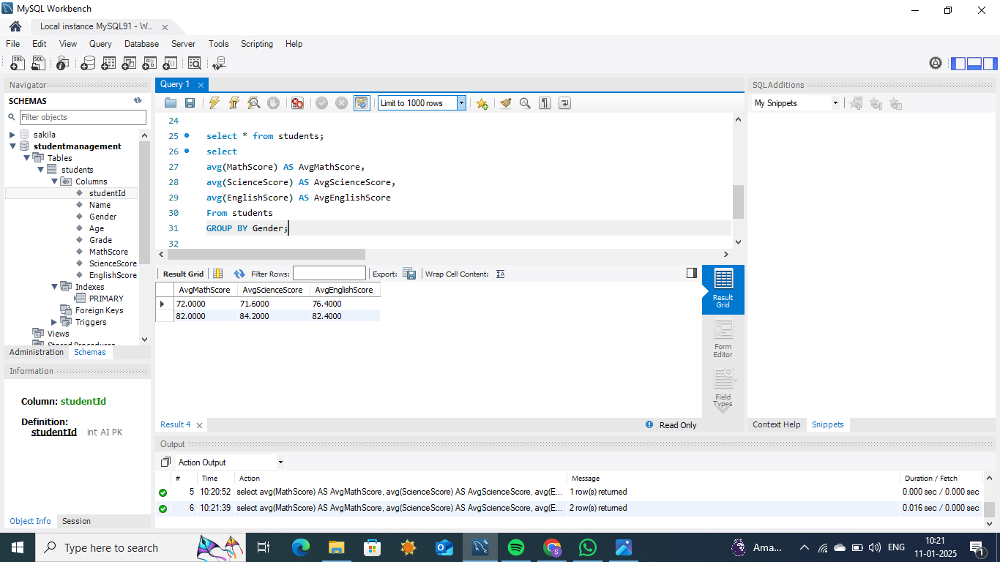 MySQL Workbench
Local instance MySQL91 - W...
File Edit View Query Database Server Tools Scripting Help
Navigator
SCHEMAS
Filter objects
sakila
studentmanagement
Tables
students
Columns
studentId
Name
Gender
Age
Grade
MathScore
ScienceScore
EnglishScore
Indexes
PRIMARY
Foreign Keys
Triggers
Views
Stored Procedures
Administration Schemas
Information
Column: studentId
Definition:
studentId int AI PK
Object Info Session
Query 1
Limit to 1000 rows
24
25 select * from students;
26 select
27 avg(MathScore) AS AvgMathScore,
28 avg(ScienceScore) AS AvgScienceScore,
29 avg(EnglishScore) AS AvgEnglishScore
30 From students
31 GROUP BY Gender;
32
Result Grid Filter Rows: Export: Wrap Cell Content:
AvgMathScore AvgScienceScore AvgEnglishScore
72.0000 71.6000 76.4000
82.0000 84.2000 82.4000
Result
Grid
Form
Editor
Field
Types
Result 4
Read Only
SQLAdditions
My Snippets
Context Help Snippets
Output
Action Output
# Time Action Message Duration / Fetch
5 10:20:52 select avg(MathScore) AS AvgMathScore, avg(ScienceScore) AS AvgScienceScore, avg(E... 1 row(s) returned 0.000 sec / 0.000 sec
6 10:21:39 select avg(MathScore) AS AvgMathScore, avg(ScienceScore) AS AvgScienceScore, avg(E... 2 row(s) returned 0.016 sec / 0.000 sec
Type here to search
Ama...
ENG
10:21
11-01-2025
1